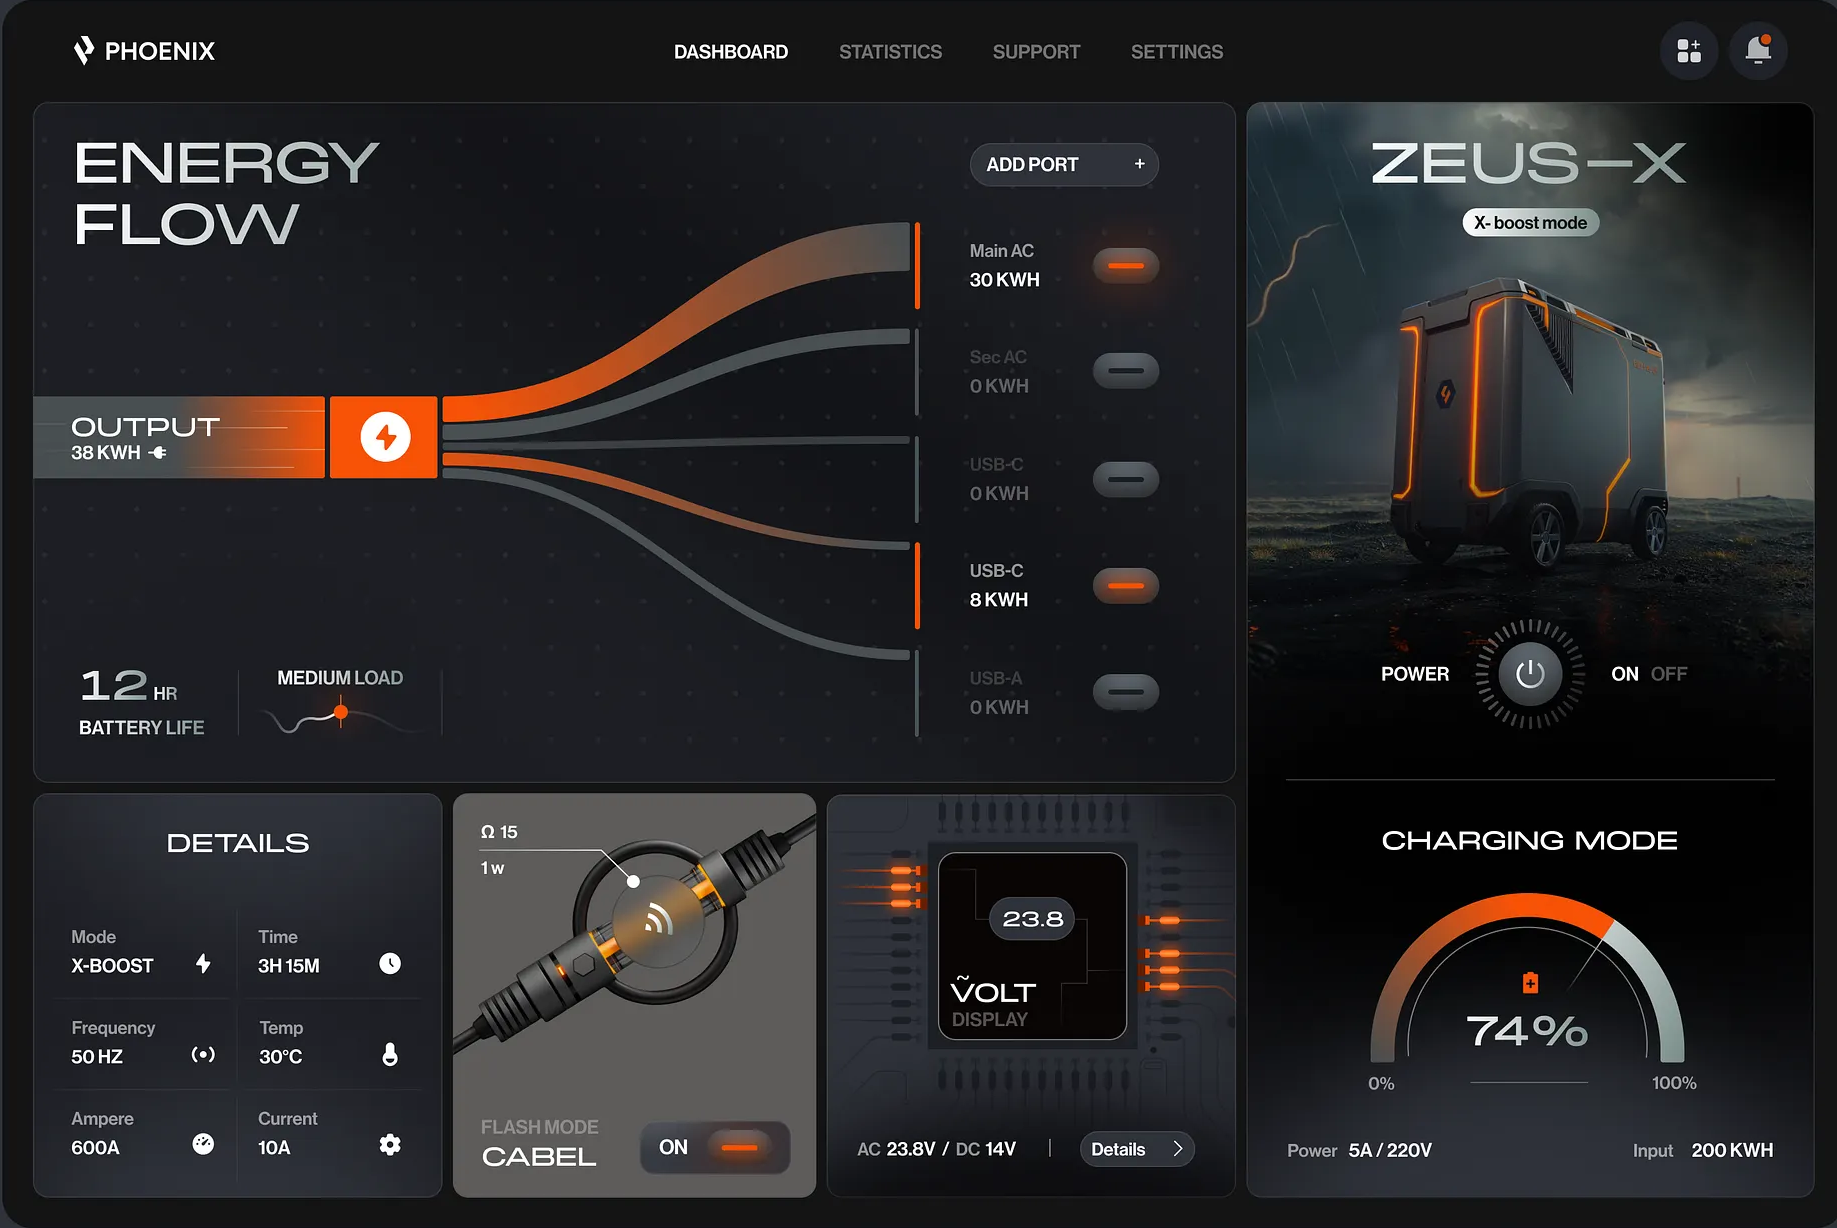 PHOENIX
DASHBOARD
STATISTICS
SUPPORT
SETTINGS
ENERGY
FLOW
ADD PORT +
Main AC
30 KWH
Sec AC
0 KWH
USB-C
0 KWH
USB-C
8 KWH
USB-A
0 KWH
OUTPUT
38 KWH
12 HR
BATTERY LIFE
MEDIUM LOAD
ZEUS-X
X- boost mode
POWER
ON OFF
CHARGING MODE
74%
0%
100%
Power 5A / 220V
Input 200 KWH
DETAILS
Mode
X-BOOST
Time
3H 15M
Frequency
50 HZ
Temp
30°C
Ampere
600A
Current
10A
Ω 15
1 w
FLASH MODE
CABEL
ON
23.8
ṼOLT
DISPLAY
AC 23.8V / DC 14V
Details